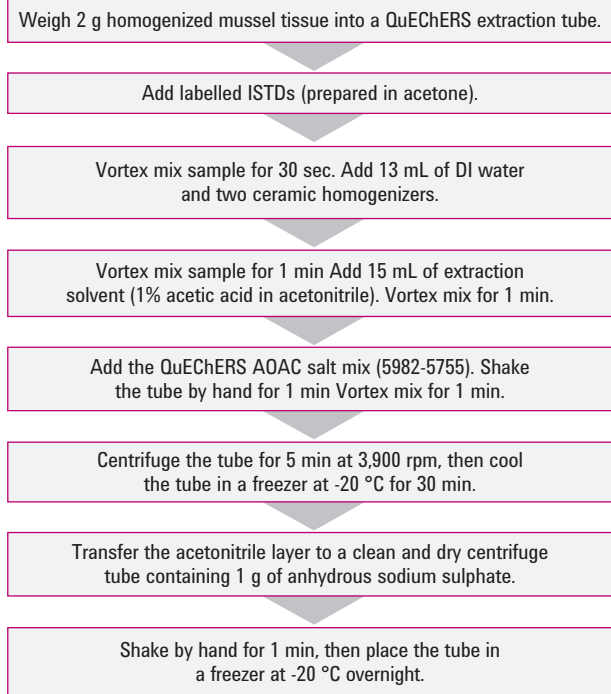 Weigh 2 g homogenized mussel tissue into a QuEChERS extraction tube.
Add labelled ISTDs (prepared in acetone).
Vortex mix sample for 30 sec. Add 13 mL of DI water
and two ceramic homogenizers.
Vortex mix sample for 1 min Add 15 mL of extraction
solvent (1% acetic acid in acetonitrile). Vortex mix for 1 min.
Add the QuEChERS AOAC salt mix (5982-5755). Shake
the tube by hand for 1 min Vortex mix for 1 min.
Centrifuge the tube for 5 min at 3,900 rpm, then cool
the tube in a freezer at -20 °C for 30 min.
Transfer the acetonitrile layer to a clean and dry centrifuge
tube containing 1 g of anhydrous sodium sulphate.
Shake by hand for 1 min, then place the tube in
a freezer at -20 °C overnight.